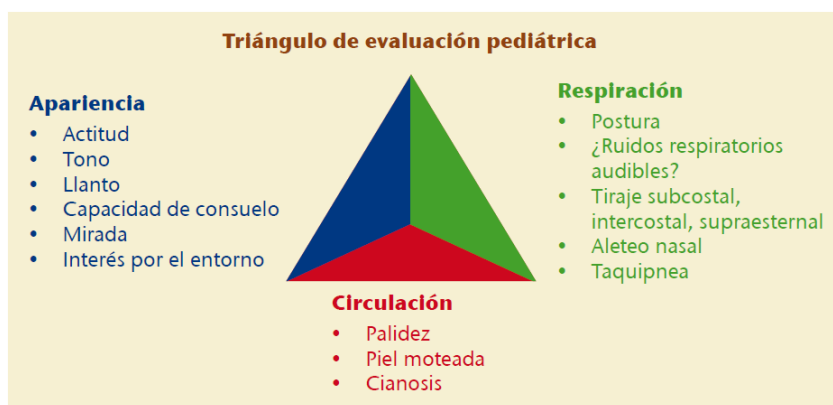 Triángulo de evaluación pediátrica
Apariencia
• Actitud
• Tono
• Llanto
• Capacidad de consuelo
• Mirada
• Interés por el entorno
Respiración
• Postura
• ¿Ruidos respiratorios
audibles?
• Tiraje subcostal,
intercostal, supraesternal
• Aleteo nasal
• Taquipnea
Circulación
• Palidez
• Piel moteada
• Cianosis